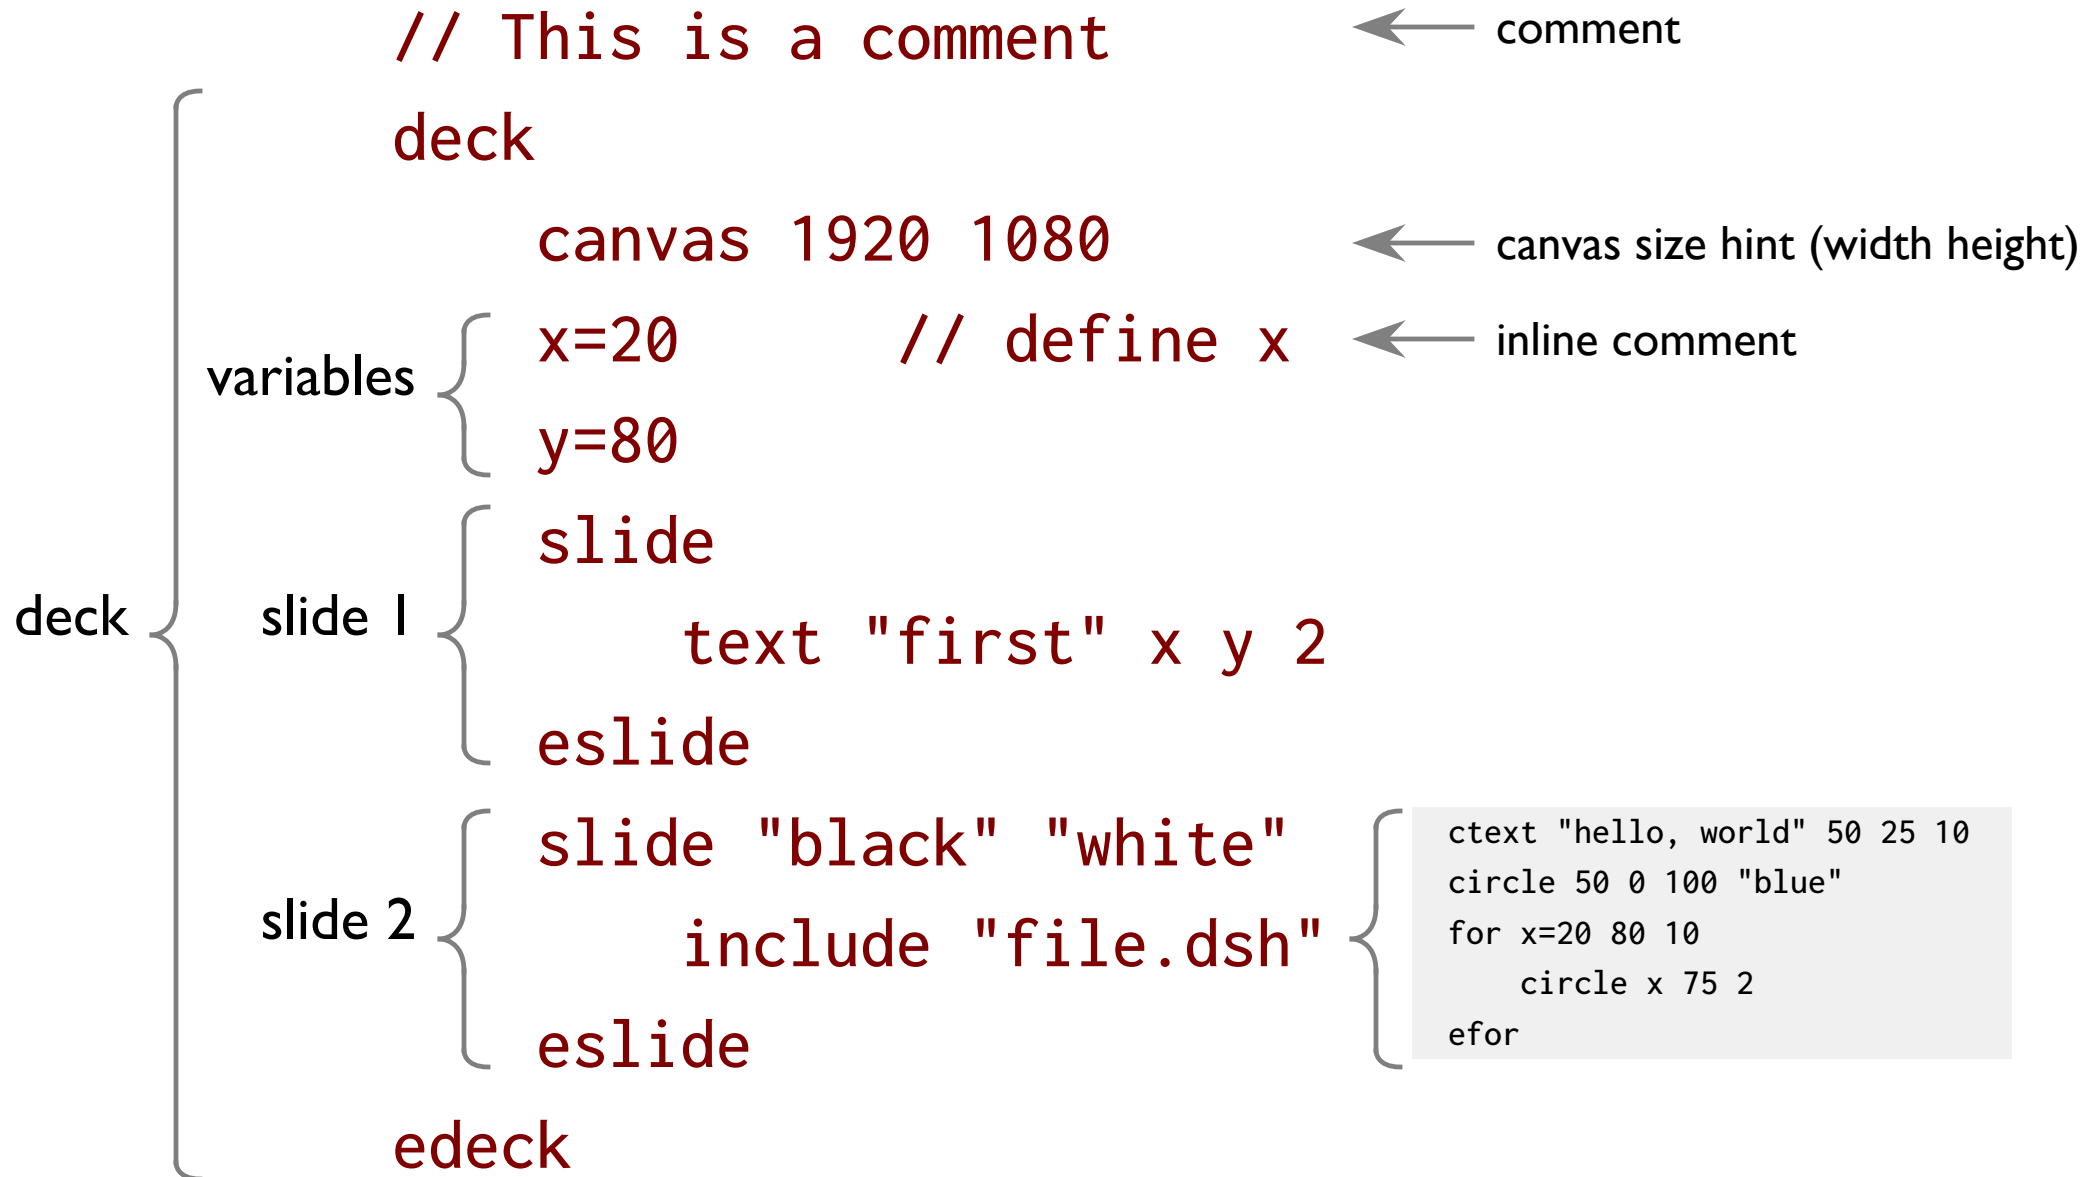 // This is a comment
comment
deck
canvas 1920 1080
canvas size hint (width height)
x=20 // define x
inline comment
variables
y=80
slide
deck
slide 1
text "first" x y 2
eslide
slide "black" "white"
slide 2
include "file.dsh"
eslide
ctext "hello, world" 50 25 10
circle 50 0 100 "blue"
for x=20 80 10
circle x 75 2
efor
edeck